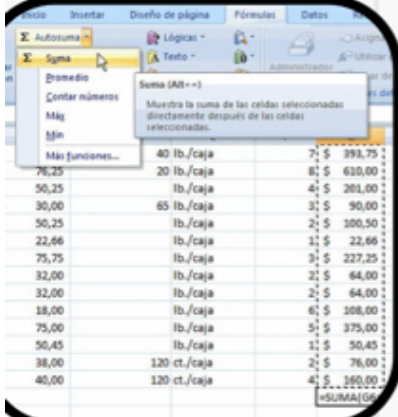 Inicio Insertar Diseño de página Fórmulas Datos
Σ Autosuma Lógicas
Texto
Administrador
Σ Suma
Promedio
Contar números
Máx
Mín
Más funciones...
Suma (Alt+=)
Muestra la suma de las celdas seleccionadas
directamente después de las celdas
seleccionadas.
40 lb./caja 7 $ 393,75
76,25 20 lb./caja 8 $ 610,00
50,25 lb./caja 4 $ 201,00
30,00 65 lb./caja 3 $ 90,00
50,25 lb./caja 2 $ 100,50
22,66 lb./caja 1 $ 22,66
75,75 lb./caja 3 $ 227,25
32,00 lb./caja 2 $ 64,00
32,00 lb./caja 2 $ 64,00
18,00 lb./caja 6 $ 108,00
75,00 lb./caja 5 $ 375,00
50,45 lb./caja 1 $ 50,45
38,00 120 ct./caja 2 $ 76,00
40,00 120 ct./caja 4 $ 160,00
=SUMA(G6